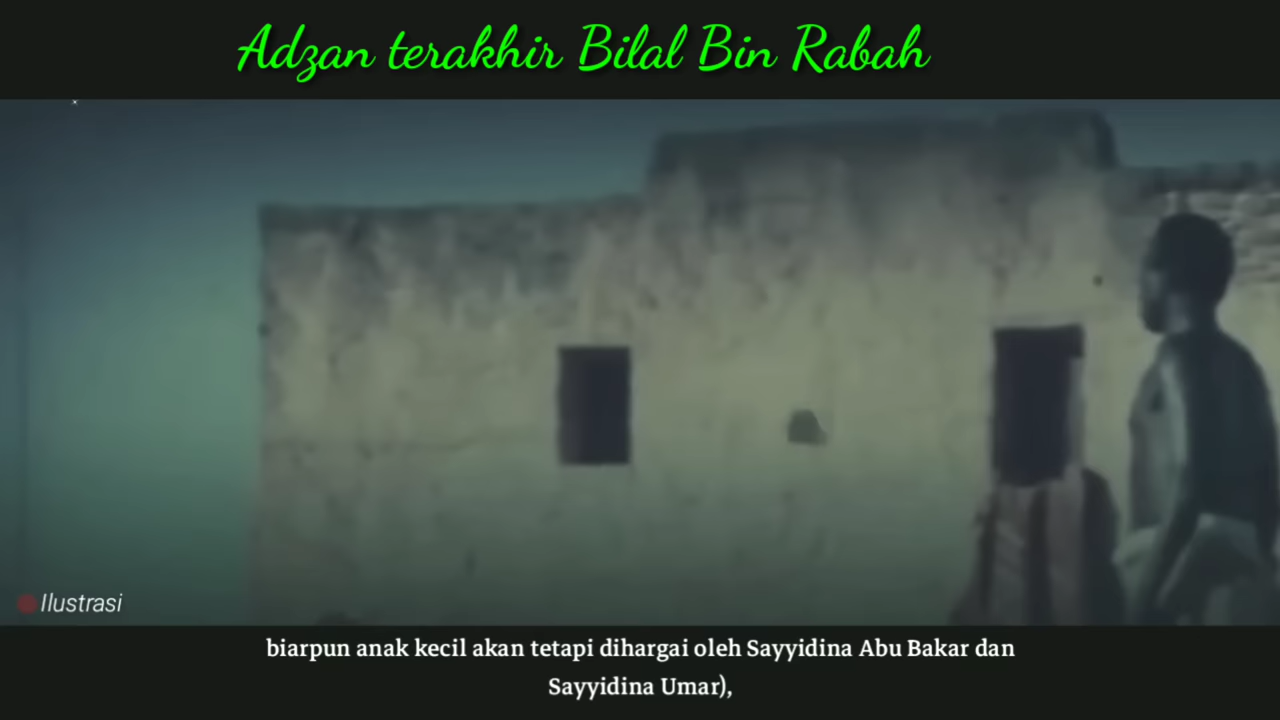 Adzan terakhir Bilal Bin Rabah
Ilustrasi
biarpun anak kecil akan tetapi dihargai oleh Sayyidina Abu Bakar dan
Sayyidina Umar),